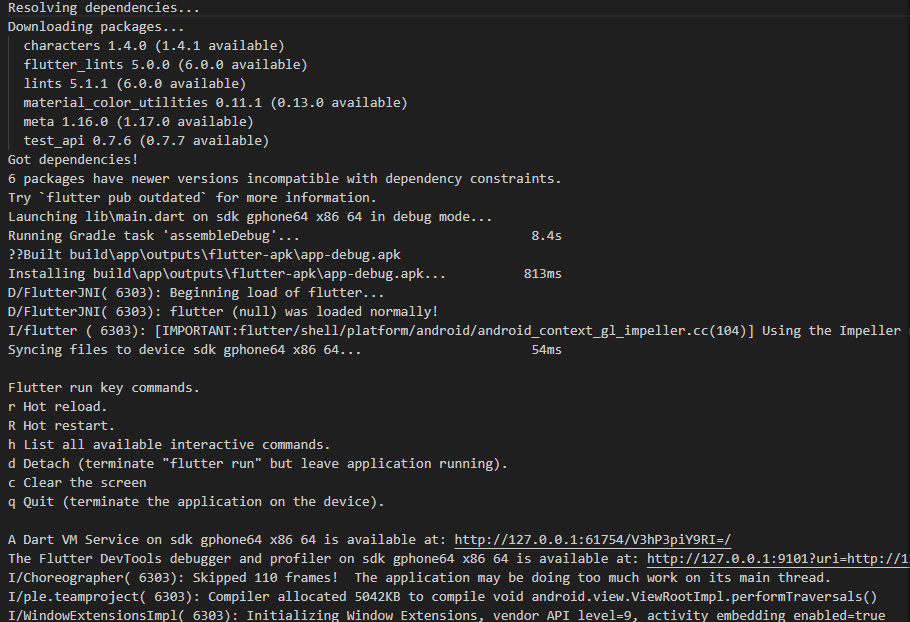 Resolving dependencies...
Downloading packages...
characters 1.4.0 (1.4.1 available)
flutter_lints 5.0.0 (6.0.0 available)
lints 5.1.1 (6.0.0 available)
material_color_utilities 0.11.1 (0.13.0 available)
meta 1.16.0 (1.17.0 available)
test_api 0.7.6 (0.7.7 available)
Got dependencies!
6 packages have newer versions incompatible with dependency constraints.
Try `flutter pub outdated` for more information.
Launching lib\main.dart on sdk gphone64 x86 64 in debug mode...
Running Gradle task 'assembleDebug'... 8.4s
??Built build\app\outputs\flutter-apk\app-debug.apk
Installing build\app\outputs\flutter-apk\app-debug.apk... 813ms
D/FlutterJNI( 6303): Beginning load of flutter...
D/FlutterJNI( 6303): flutter (null) was loaded normally!
I/flutter ( 6303): [IMPORTANT:flutter/shell/platform/android/android_context_gl_impeller.cc(104)] Using the Impeller
Syncing files to device sdk gphone64 x86 64... 54ms
Flutter run key commands.
r Hot reload.
R Hot restart.
h List all available interactive commands.
d Detach (terminate "flutter run" but leave application running).
c Clear the screen
q Quit (terminate the application on the device).
A Dart VM Service on sdk gphone64 x86 64 is available at: http://127.0.0.1:61754/V3hP3piY9RI=/
The Flutter DevTools debugger and profiler on sdk gphone64 x86 64 is available at: http://127.0.0.1:9101?uri=http://1
I/Choreographer( 6303): Skipped 110 frames!  The application may be doing too much work on its main thread.
I/ple.teamproject( 6303): Compiler allocated 5042KB to compile void android.view.ViewRootImpl.performTraversals()
I/WindowExtensionsImpl( 6303): Initializing Window Extensions, vendor API level=9, activity embedding enabled=true